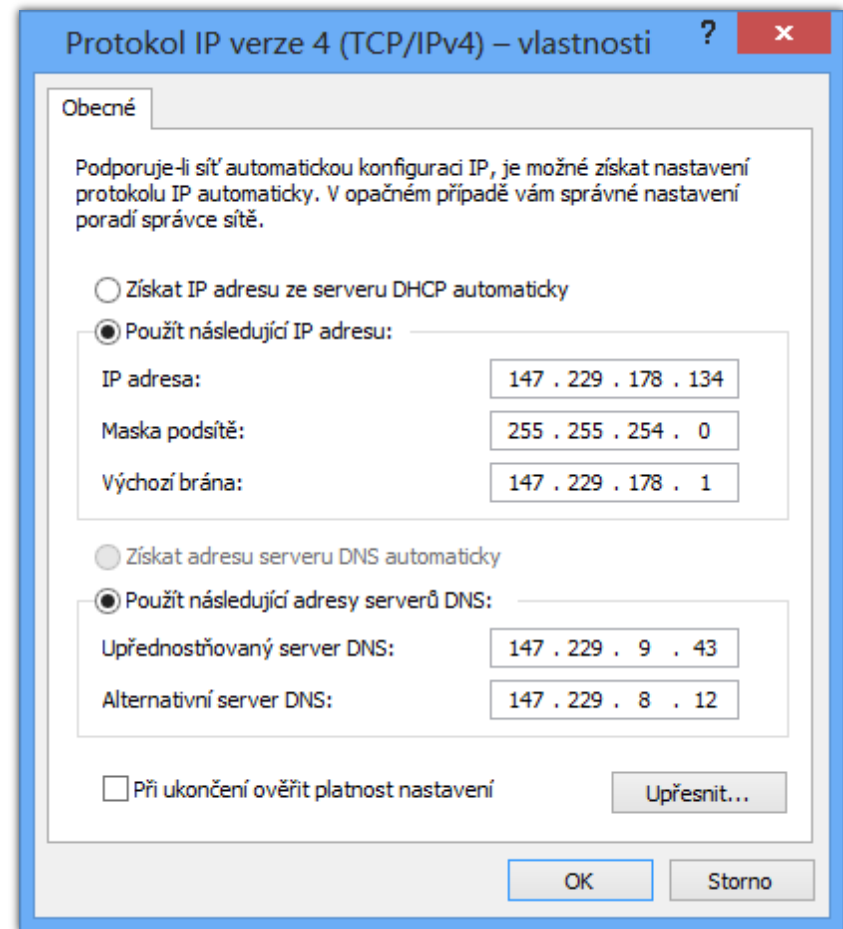 Protokol IP verze 4 (TCP/IPv4) – vlastnosti ? x
Obecné
Podporuje-li síť automatickou konfiguraci IP, je možné získat nastavení
protokolu IP automaticky. V opačném případě vám správné nastavení
poradí správce sítě.
Získat IP adresu ze serveru DHCP automaticky
Použít následující IP adresu:
IP adresa: 147 . 229 . 178 . 134
Maska podsítě: 255 . 255 . 254 . 0
Výchozí brána: 147 . 229 . 178 . 1
Získat adresu serveru DNS automaticky
Použít následující adresy serverů DNS:
Upřednostňovaný server DNS: 147 . 229 . 9 . 43
Alternativní server DNS: 147 . 229 . 8 . 12
Při ukončení ověřit platnost nastavení Upřesnit...
OK Storno